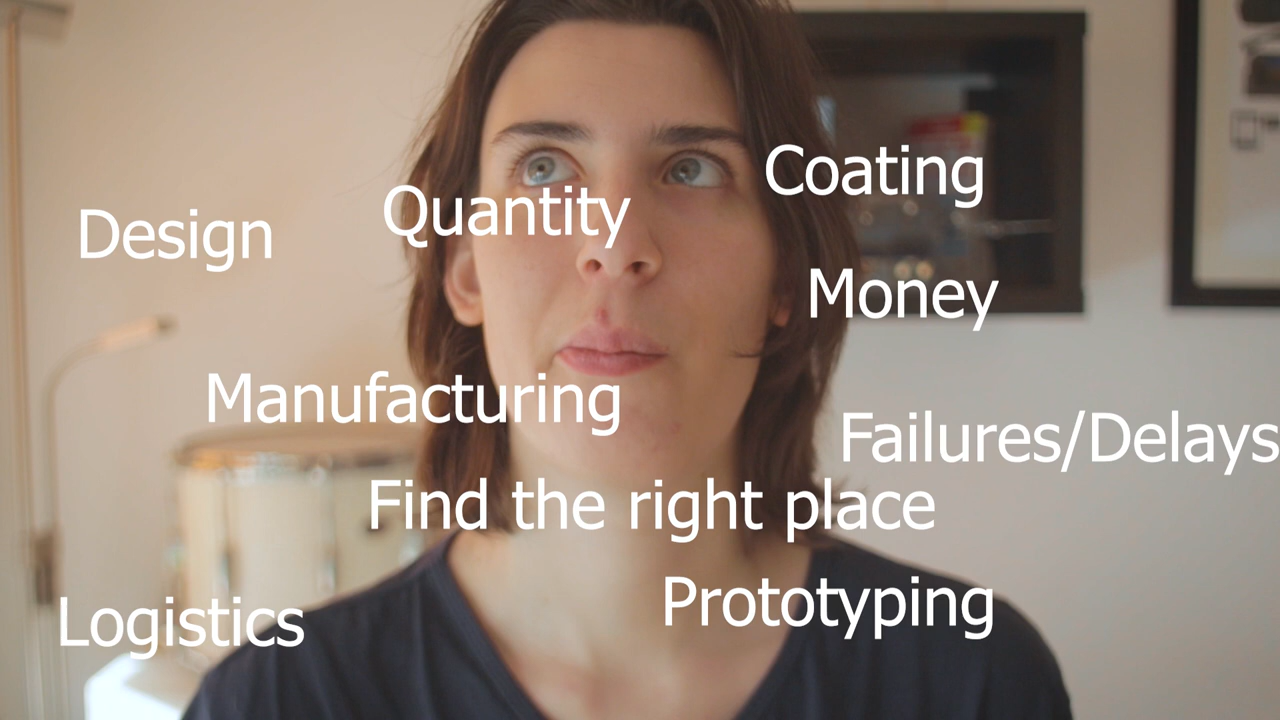 Coating
Quantity
Design
Money
Manufacturing
Failures/Delays
Find the right place
Prototyping
Logistics